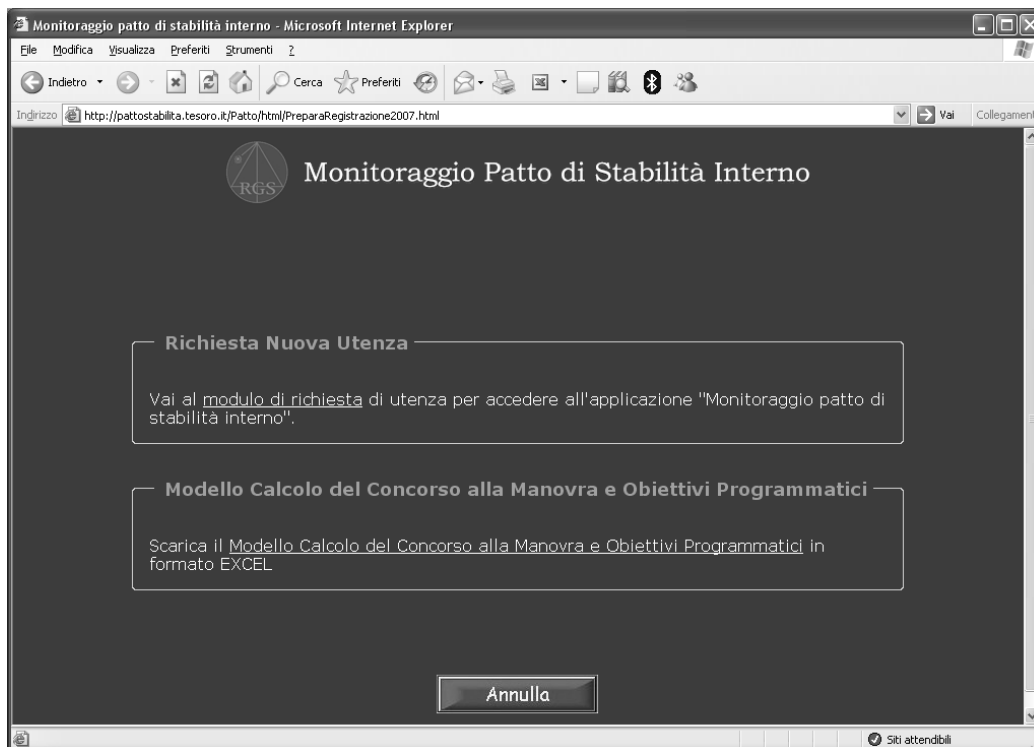 Monitoraggio patto di stabilità interno - Microsoft Internet Explorer
File Modifica Visualizza Preferiti Strumenti ?
Indietro Cerca Preferiti
Indirizzo http://pattostabilita.tesoro.it/Patto/html/PreparaRegistrazione2007.html Vai Collegament
RGS Monitoraggio Patto di Stabilità Interno
Richiesta Nuova Utenza
Vai al modulo di richiesta di utenza per accedere all'applicazione "Monitoraggio patto di
stabilità interno".
Modello Calcolo del Concorso alla Manovra e Obiettivi Programmatici
Scarica il Modello Calcolo del Concorso alla Manovra e Obiettivi Programmatici in
formato EXCEL
Annulla
Siti attendibili